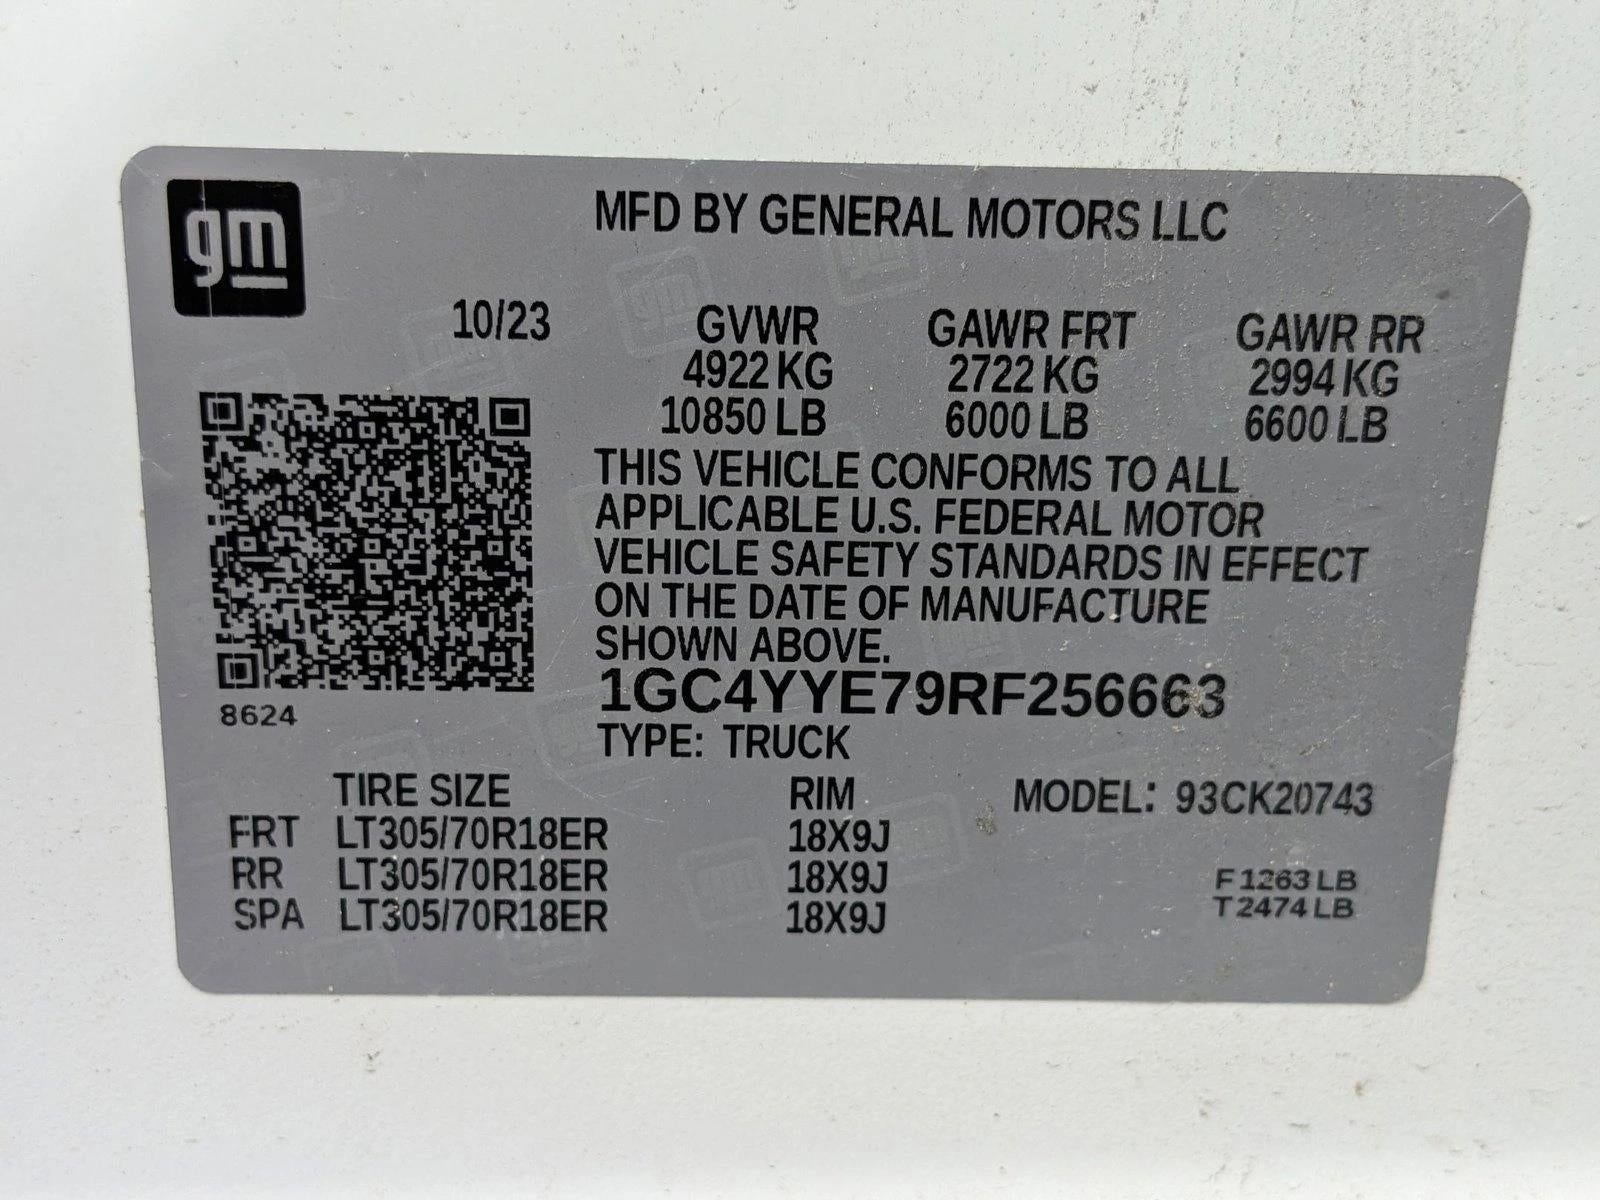 gm
MFD BY GENERAL MOTORS LLC
10/23 GVWR GAWR FRT GAWR RR
4922 KG 2722 KG 2994 KG
10850 LB 6000 LB 6600 LB
THIS VEHICLE CONFORMS TO ALL
APPLICABLE U.S. FEDERAL MOTOR
VEHICLE SAFETY STANDARDS IN EFFECT
ON THE DATE OF MANUFACTURE
SHOWN ABOVE.
1GC4YYE79RF256663
8624
TYPE: TRUCK
TIRE SIZE RIM MODEL: 93CK20743
FRT LT305/70R18ER 18X9J
RR LT305/70R18ER 18X9J F 1263 LB
SPA LT305/70R18ER 18X9J T 2474 LB